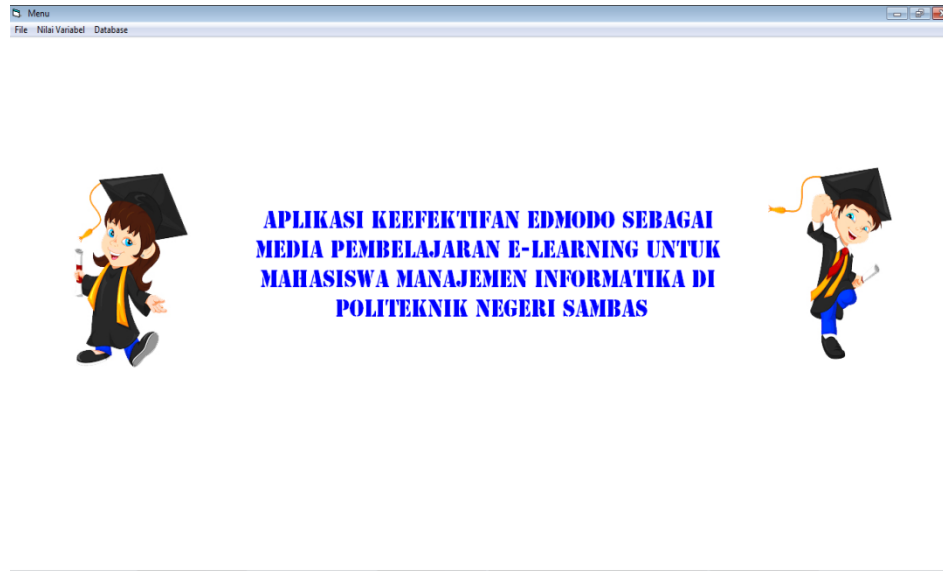 Menu
File Nilai Variabel Database
APLIKASI KEEFEKTIFAN EDMODO SEBAGAI
MEDIA PEMBELAJARAN E-LEARNING UNTUK
MAHASISWA MANAJEMEN INFORMATIKA DI
POLITEKNIK NEGERI SAMBAS